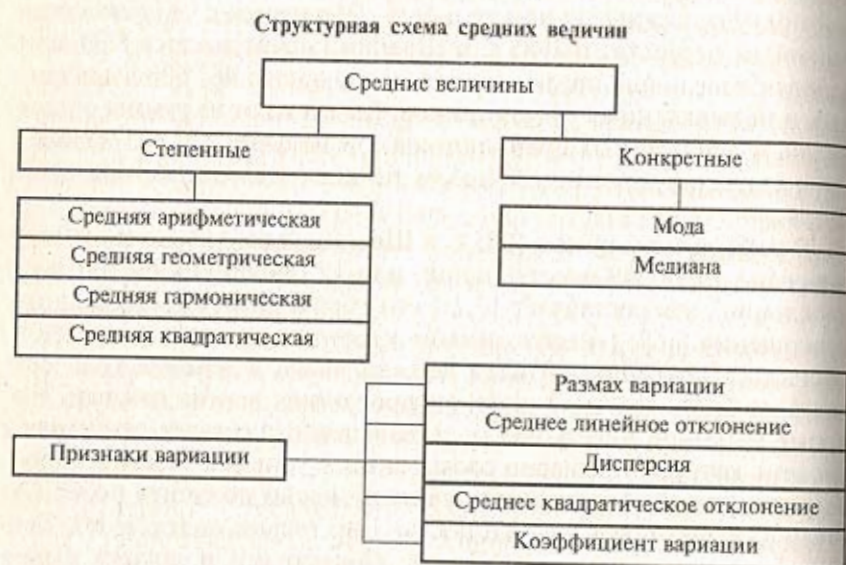 Структурная схема средних величин
Средние величины
Степенные
Конкретные
Средняя арифметическая
Средняя геометрическая
Средняя гармоническая
Средняя квадратическая
Мода
Медиана
Признаки вариации
Размах вариации
Среднее линейное отклонение
Дисперсия
Среднее квадратическое отклонение
Коэффициент вариации